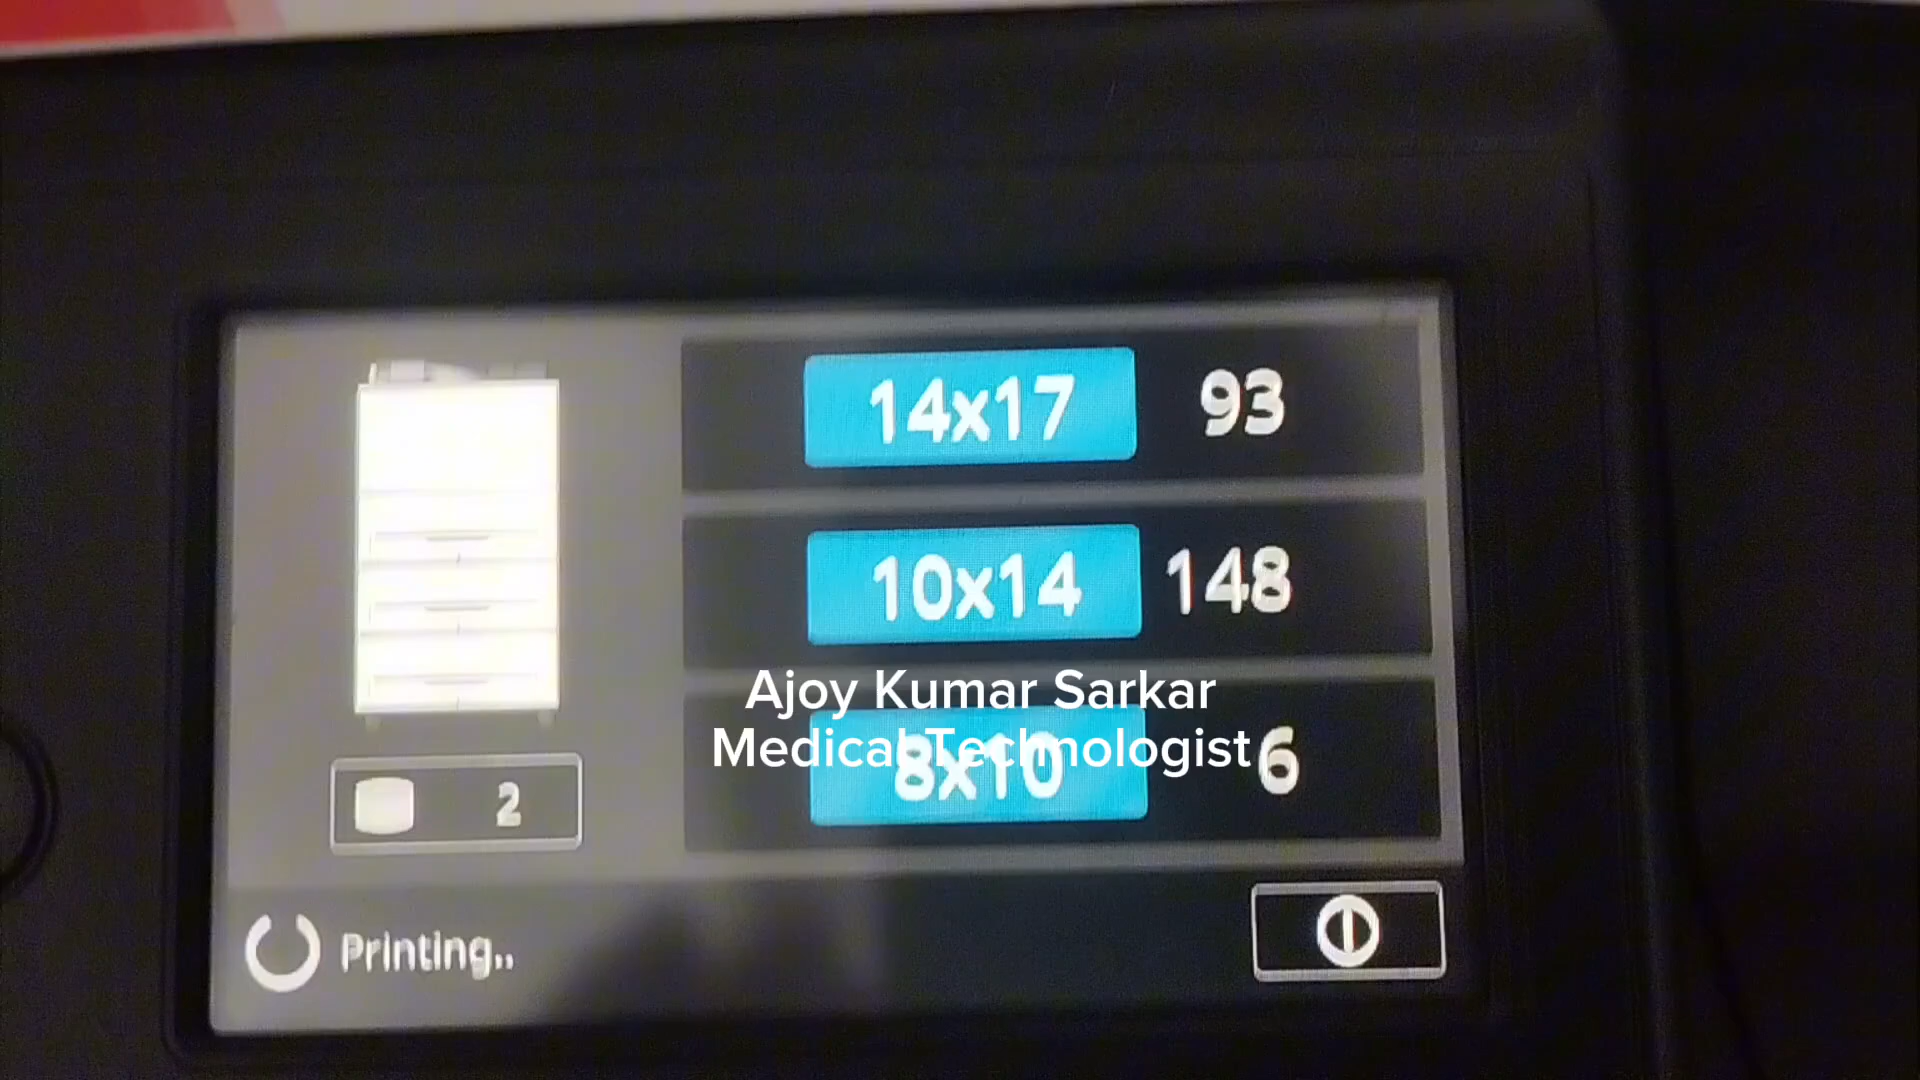 14x17 93
10x14 148
Ajoy Kumar Sarkar
Medical Technologist
8x10 6
2
Printing..